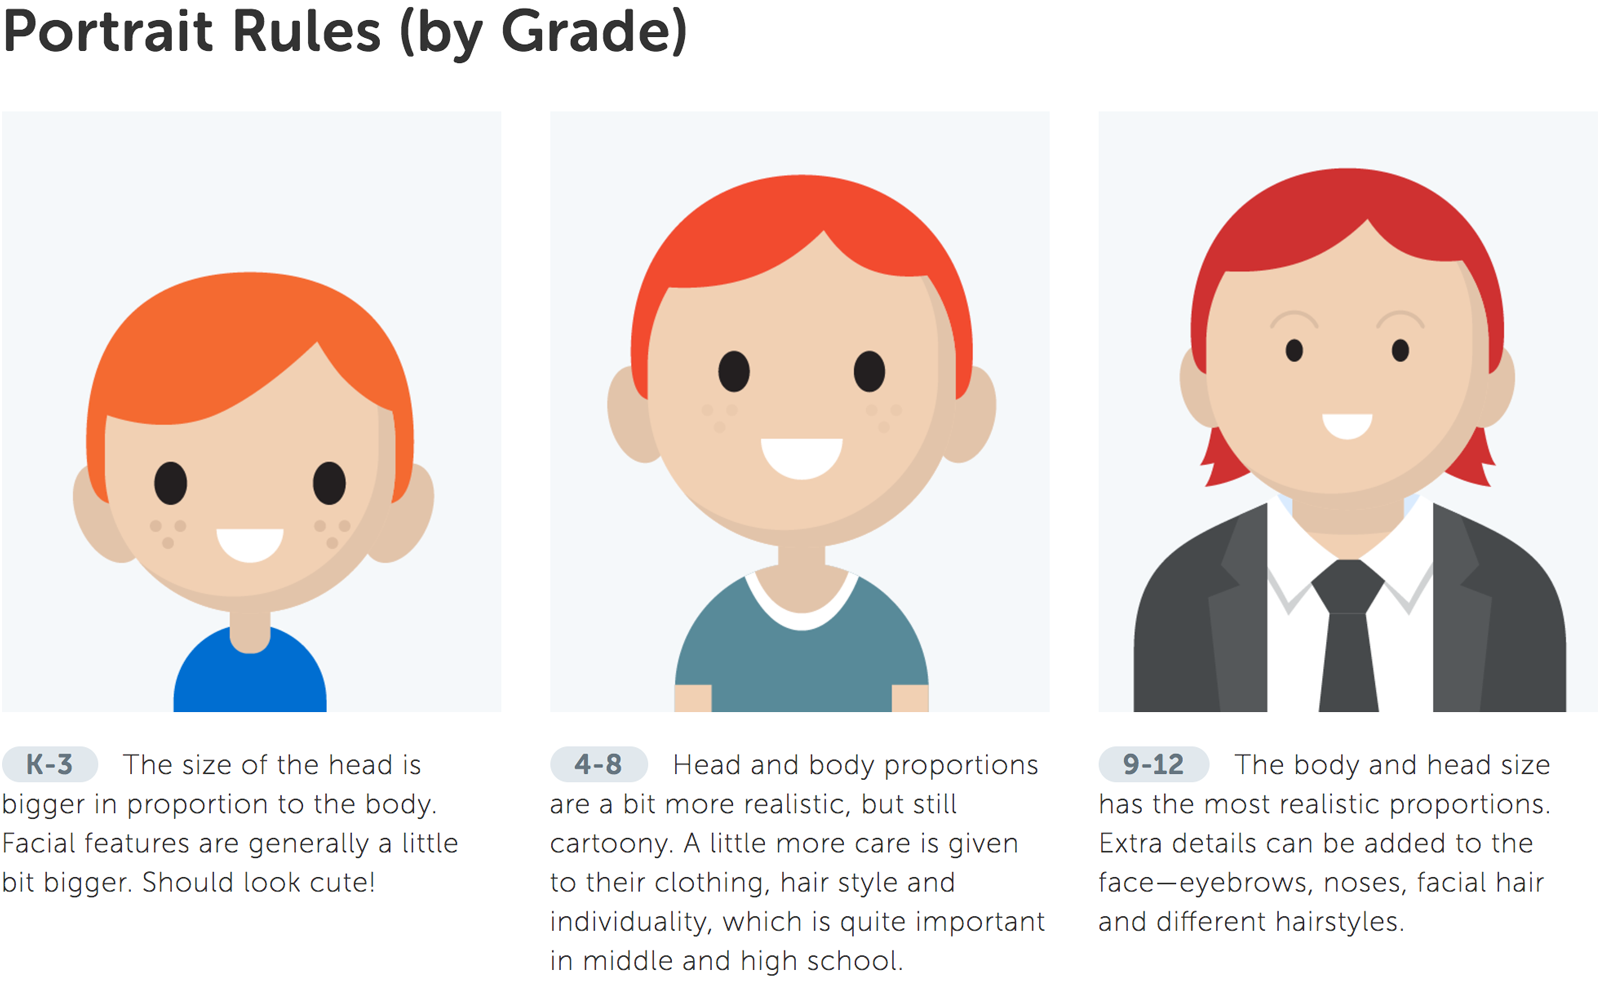 Portrait Rules (by Grade)
K-3 The size of the head is
bigger in proportion to the body.
Facial features are generally a little
bit bigger. Should look cute!
4-8 Head and body proportions
are a bit more realistic, but still
cartoony. A little more care is given
to their clothing, hair style and
individuality, which is quite important
in middle and high school.
9-12 The body and head size
has the most realistic proportions.
Extra details can be added to the
face—eyebrows, noses, facial hair
and different hairstyles.